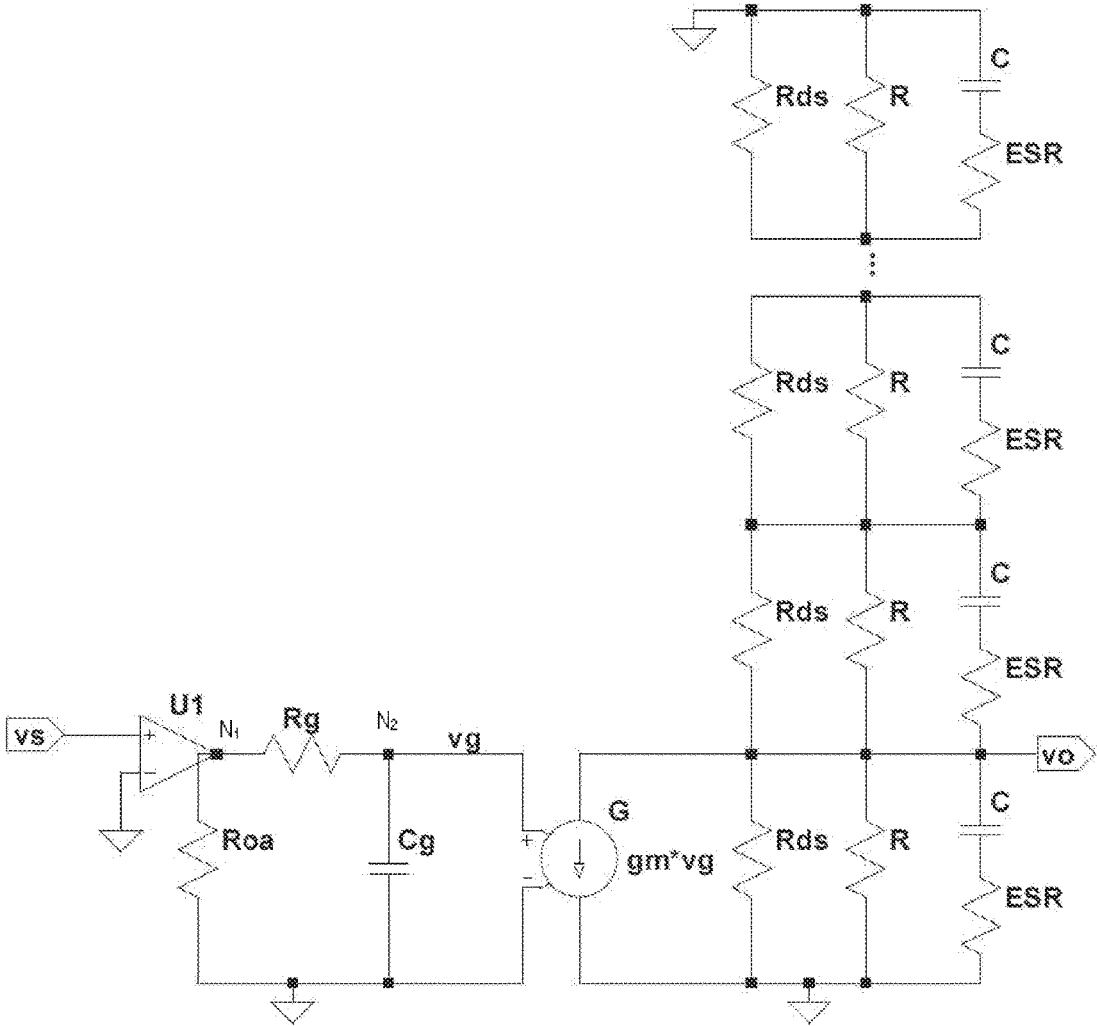 C
Rds
R
ESR
C
Rds
R
ESR
C
Rds
R
ESR
U1
vs
N₁
Rg
N₂
vg
vo
+
−
Roa
Cg
+
−
G
gm*vg
C
Rds
R
ESR